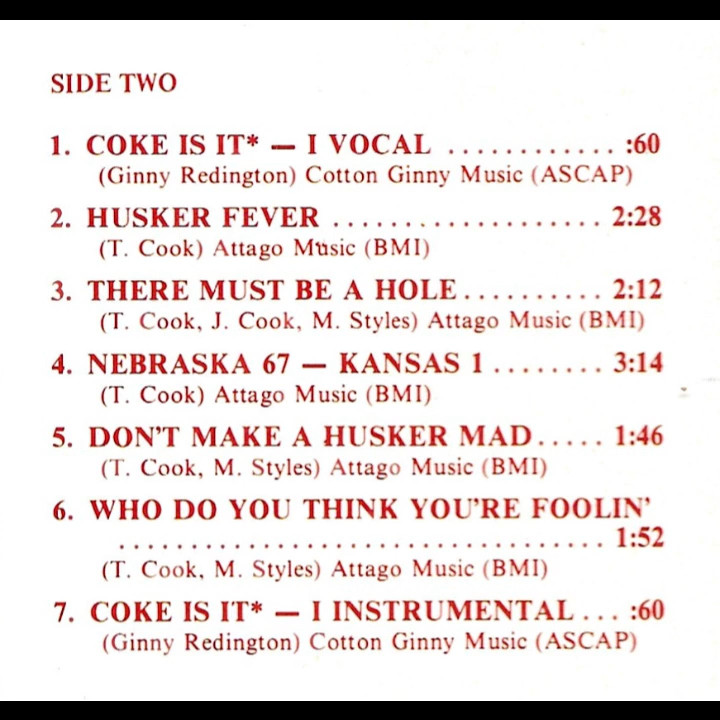 SIDE TWO
1. COKE IS IT* — I VOCAL ............ :60
(Ginny Redington) Cotton Ginny Music (ASCAP)
2. HUSKER FEVER ................... 2:28
(T. Cook) Attago Music (BMI)
3. THERE MUST BE A HOLE.......... 2:12
(T. Cook, J. Cook, M. Styles) Attago Music (BMI)
4. NEBRASKA 67 — KANSAS 1 ........ 3:14
(T. Cook) Attago Music (BMI)
5. DON'T MAKE A HUSKER MAD..... 1:46
(T. Cook, M. Styles) Attago Music (BMI)
6. WHO DO YOU THINK YOU'RE FOOLIN'
.................................. 1:52
(T. Cook, M. Styles) Attago Music (BMI)
7. COKE IS IT* — I INSTRUMENTAL ... :60
(Ginny Redington) Cotton Ginny Music (ASCAP)